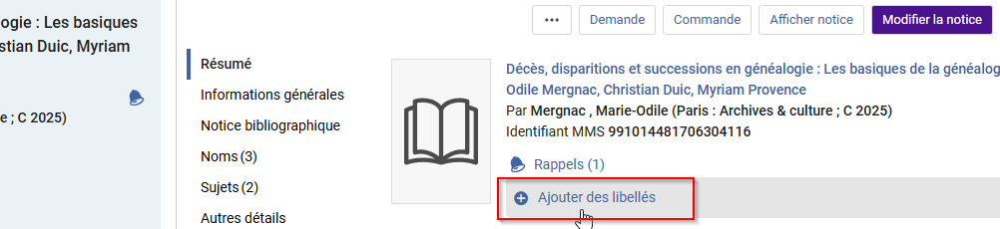 ogie : Les basiques
stian Duic, Myriam
e ; C 2025)
••• Demande Commande Afficher notice Modifier la notice
Résumé
Informations générales
Notice bibliographique
Noms (3)
Sujets (2)
Autres détails
Décès, disparitions et successions en généalogie : Les basiques de la généalog
Odile Mergnac, Christian Duic, Myriam Provence
Par Mergnac , Marie-Odile (Paris : Archives & culture ; C 2025)
Identifiant MMS 991014481706304116
Rappels (1)
Ajouter des libellés